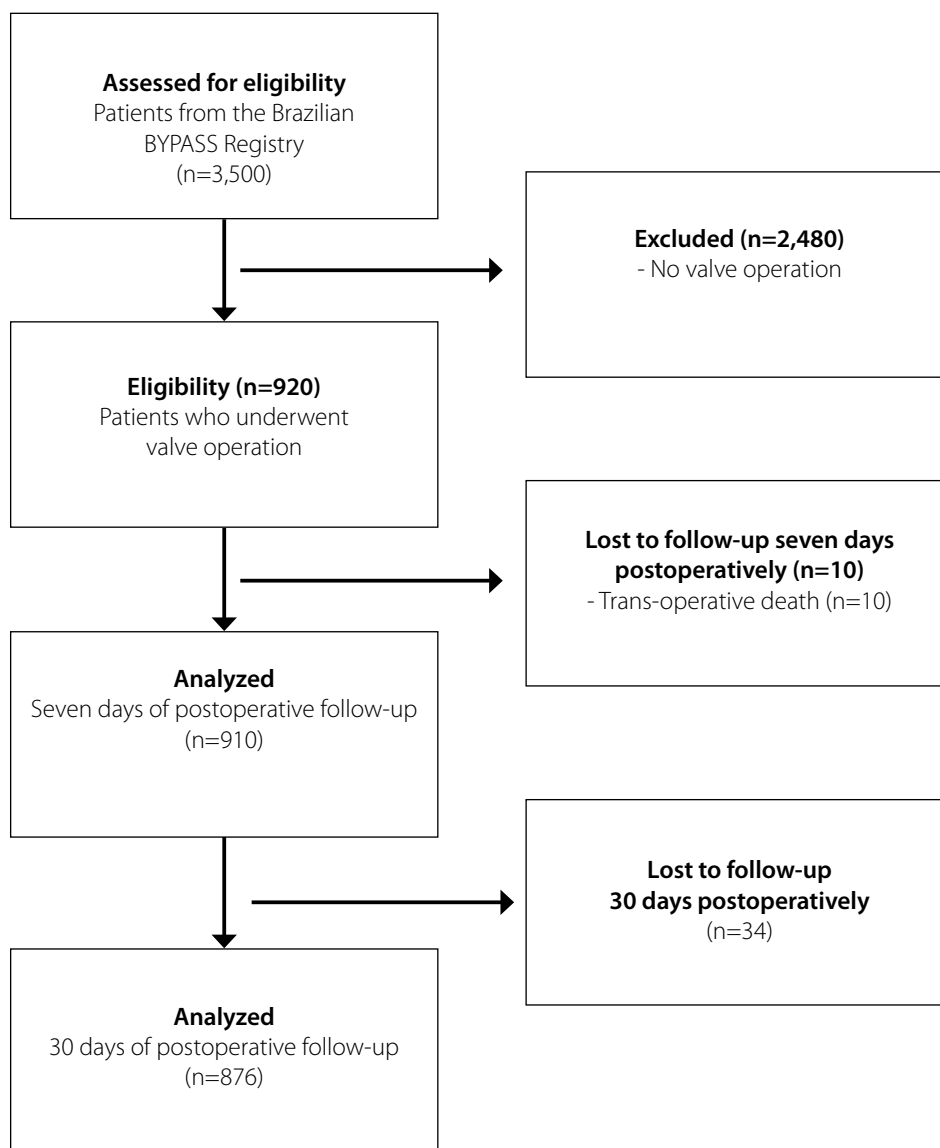 Assessed for eligibility
Patients from the Brazilian
BYPASS Registry
(n=3,500)
Excluded (n=2,480)
- No valve operation
Eligibility (n=920)
Patients who underwent
valve operation
Lost to follow-up seven days
postoperatively (n=10)
- Trans-operative death (n=10)
Analyzed
Seven days of postoperative follow-up
(n=910)
Lost to follow-up
30 days postoperatively
(n=34)
Analyzed
30 days of postoperative follow-up
(n=876)